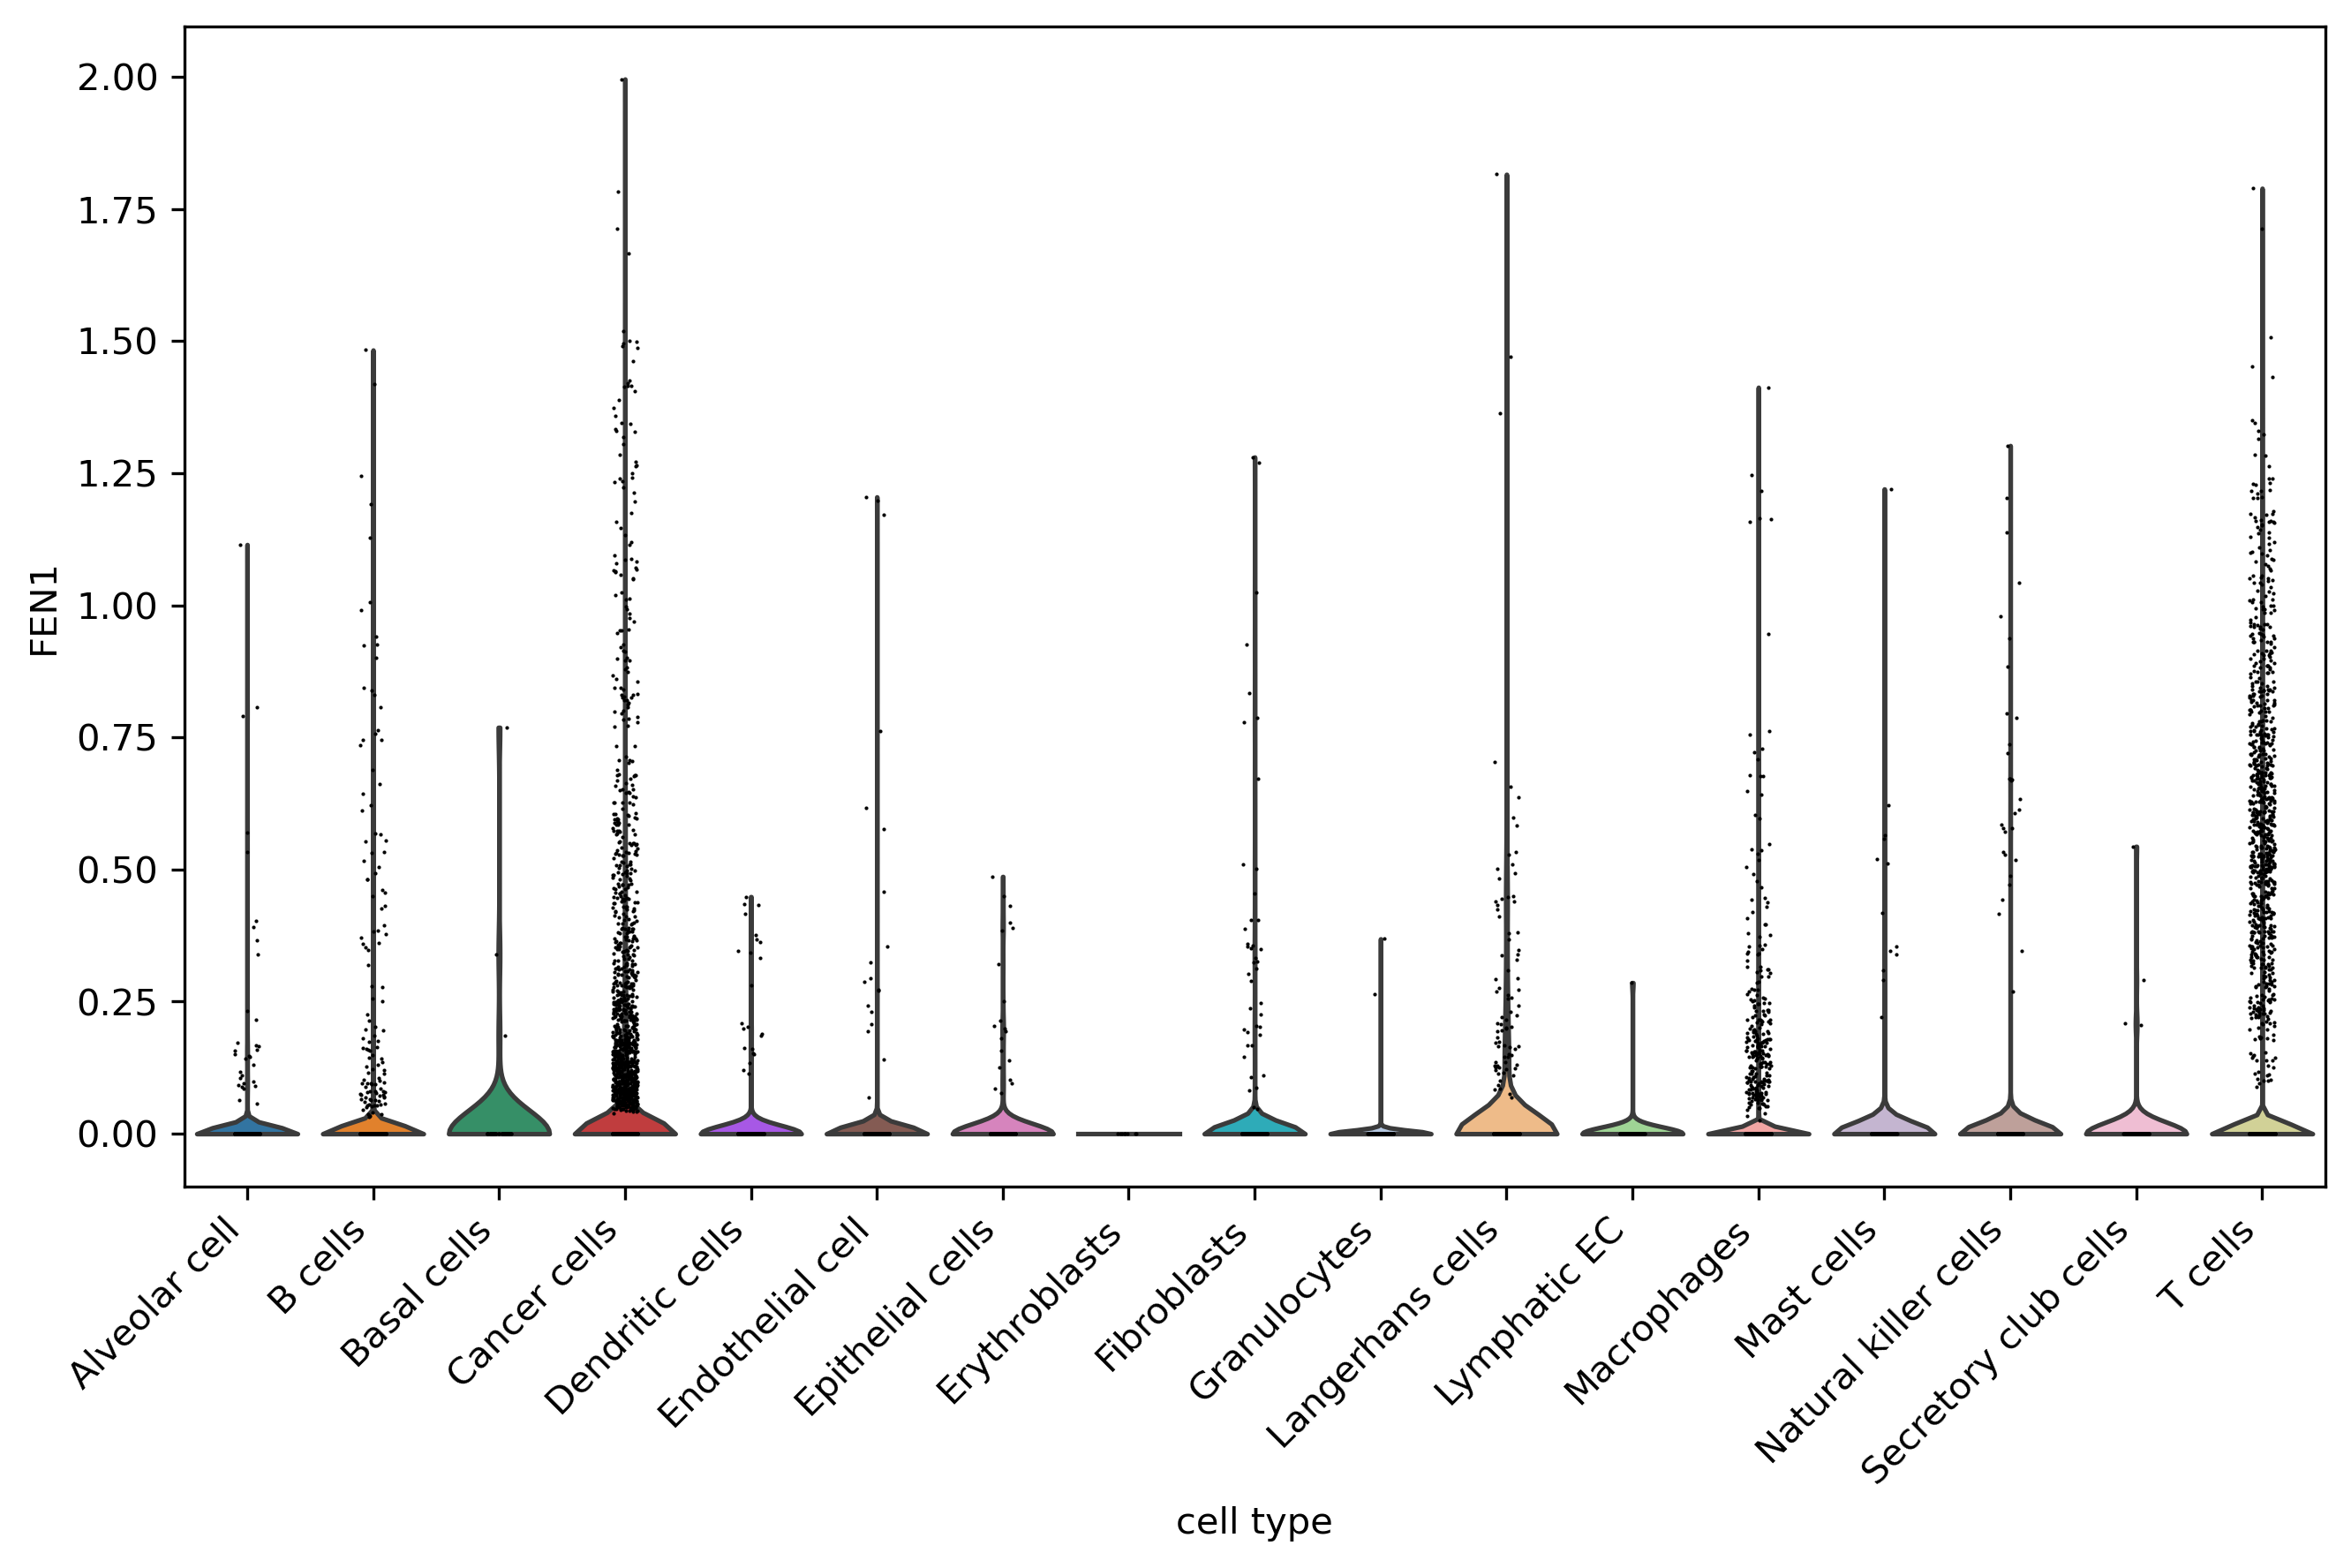 2.00
1.75
1.50
1.25
1.00
0.75
0.50
0.25
0.00
FEN1
Alveolar cell
B cells
Basal cells
Cancer cells
Dendritic cells
Endothelial cell
Epithelial cells
Erythroblasts
Fibroblasts
Granulocytes
Langerhans cells
Lymphatic EC
Macrophages
Mast cells
Natural killer cells
Secretory club cells
T cells
cell type